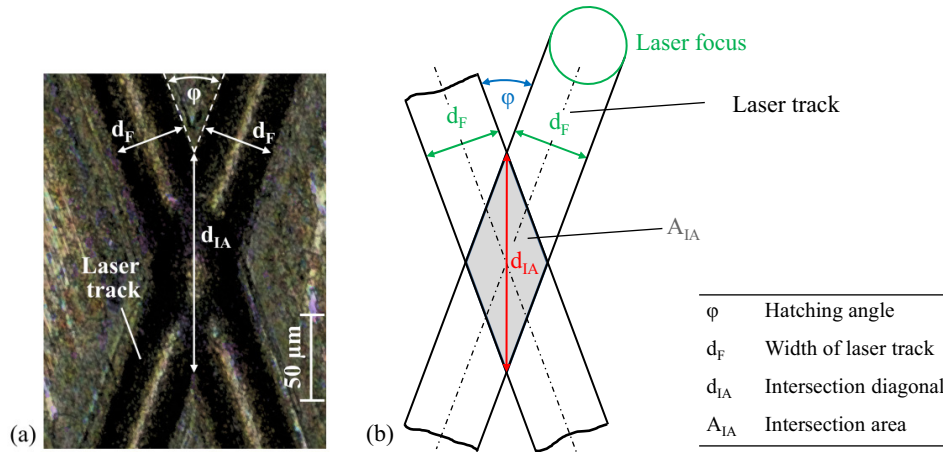 φ
d_F
d_F
d_IA
Laser
track
50 μm
(a)
Laser focus
φ
d_F
d_F
Laser track
A_IA
d_IA
(b)
φ Hatching angle
d_F Width of laser track
d_IA Intersection diagonal
A_IA Intersection area